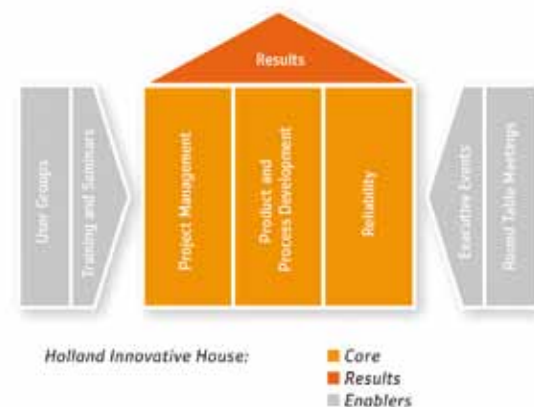 Results
User Groups
Training and Seminars
Project Management
Product and
Process Development
Reliability
Executive Events
Round Table Meetings
Holland Innovative House:
Core
Results
Enablers